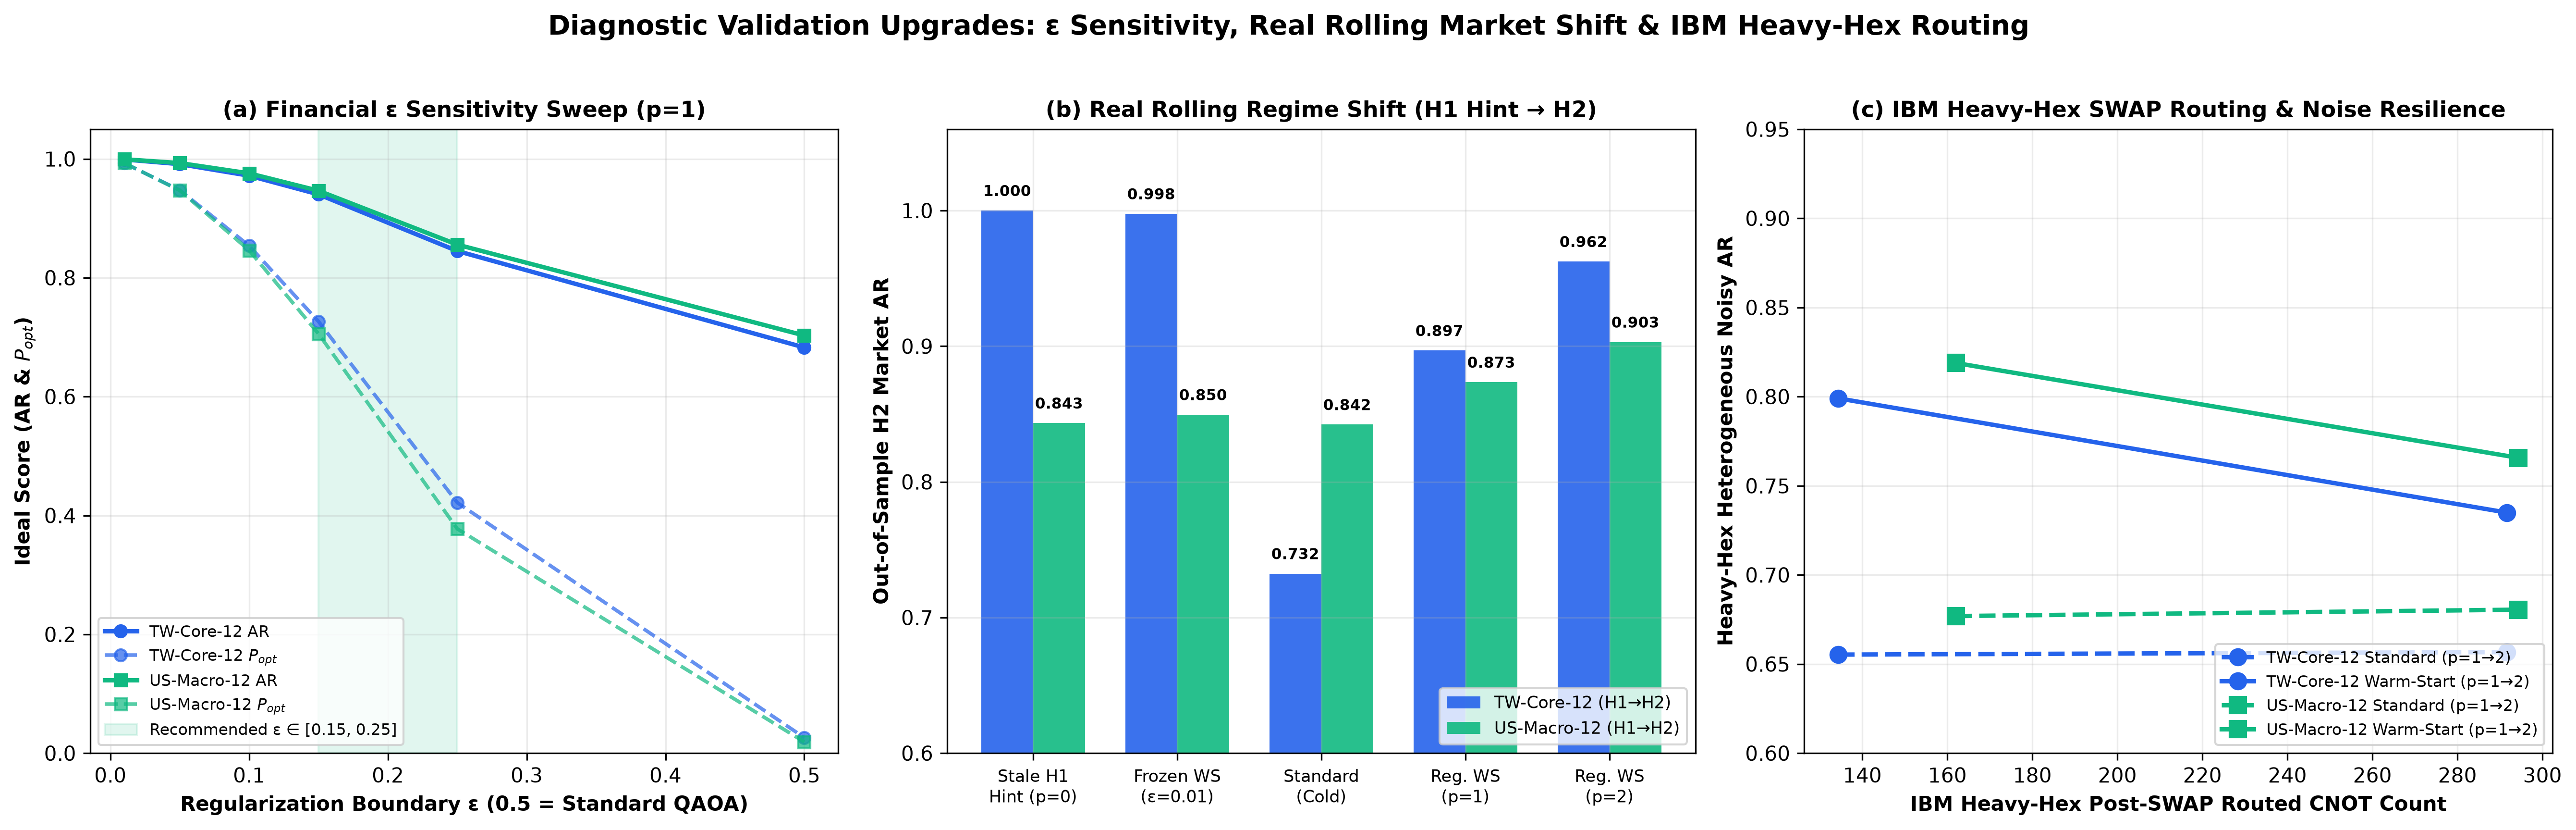 Diagnostic Validation Upgrades: ε Sensitivity, Real Rolling Market Shift & IBM Heavy-Hex Routing
(a) Financial ε Sensitivity Sweep (p=1)
Ideal Score (AR & P_opt)
1.0
0.8
0.6
0.4
0.2
0.0
TW-Core-12 AR
TW-Core-12 P_opt
US-Macro-12 AR
US-Macro-12 P_opt
Recommended ε ∈ [0.15, 0.25]
0.0 0.1 0.2 0.3 0.4 0.5
Regularization Boundary ε (0.5 = Standard QAOA)
(b) Real Rolling Regime Shift (H1 Hint → H2)
Out-of-Sample H2 Market AR
1.0
0.9
0.8
0.7
0.6
1.000
0.843
0.998
0.850
0.732
0.842
0.897
0.873
0.962
0.903
TW-Core-12 (H1→H2)
US-Macro-12 (H1→H2)
Stale H1
Hint (p=0)
Frozen WS
(ε=0.01)
Standard
(Cold)
Reg. WS
(p=1)
Reg. WS
(p=2)
(c) IBM Heavy-Hex SWAP Routing & Noise Resilience
Heavy-Hex Heterogeneous Noisy AR
0.95
0.90
0.85
0.80
0.75
0.70
0.65
0.60
TW-Core-12 Standard (p=1→2)
TW-Core-12 Warm-Start (p=1→2)
US-Macro-12 Standard (p=1→2)
US-Macro-12 Warm-Start (p=1→2)
140 160 180 200 220 240 260 280 300
IBM Heavy-Hex Post-SWAP Routed CNOT Count